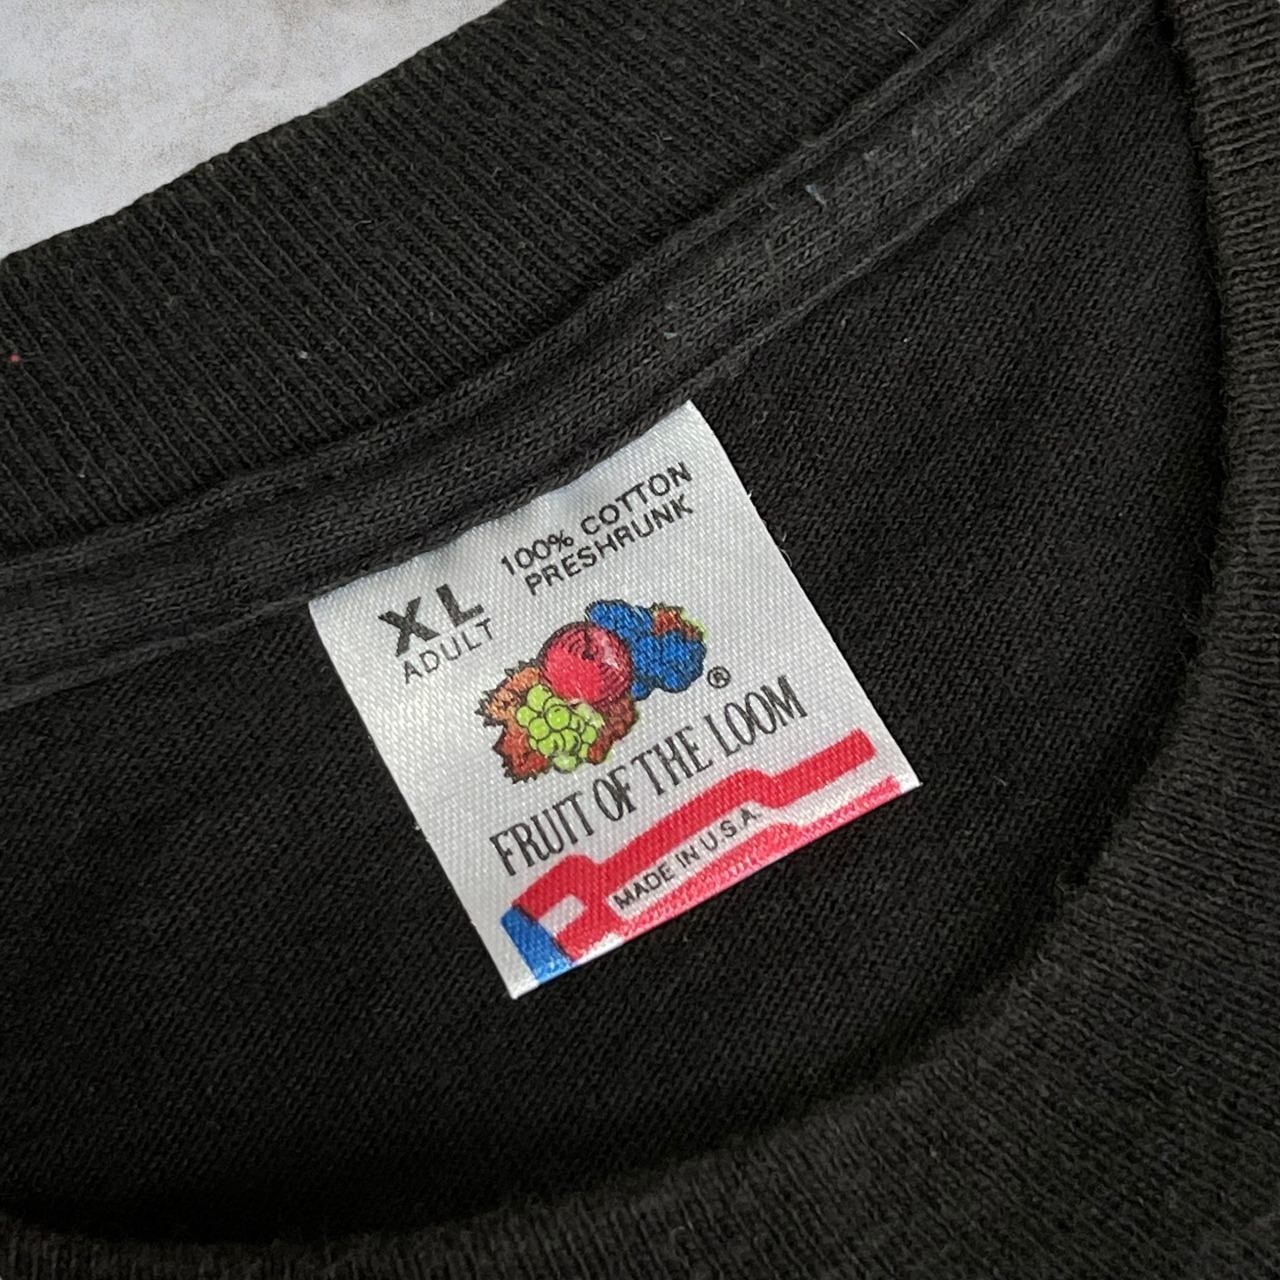 100% COTTON
PRESHRUNK
XL
ADULT
®
FRUIT OF THE LOOM
MADE IN U.S.A.